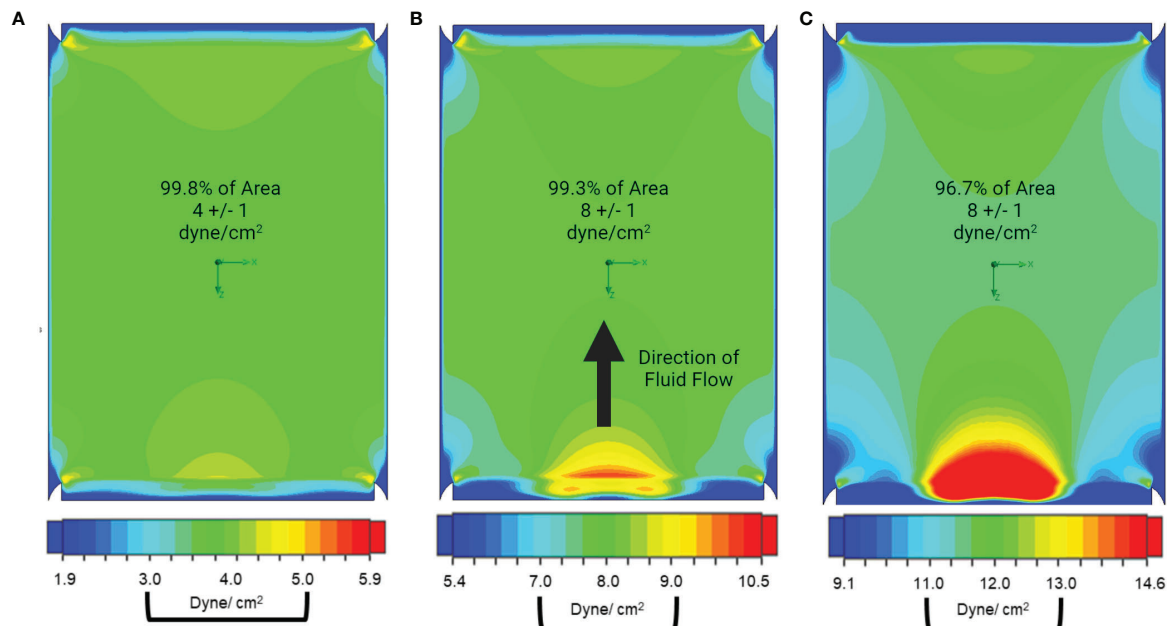 A
B
C
99.8% of Area
4 +/- 1
dyne/cm²
x
z
99.3% of Area
8 +/- 1
dyne/cm²
x
z
Direction of
Fluid Flow
96.7% of Area
8 +/- 1
dyne/cm²
x
z
1.9 3.0 4.0 5.0 5.9
Dyne/ cm²
5.4 7.0 8.0 9.0 10.5
Dyne/ cm²
9.1 11.0 12.0 13.0 14.6
Dyne/ cm²